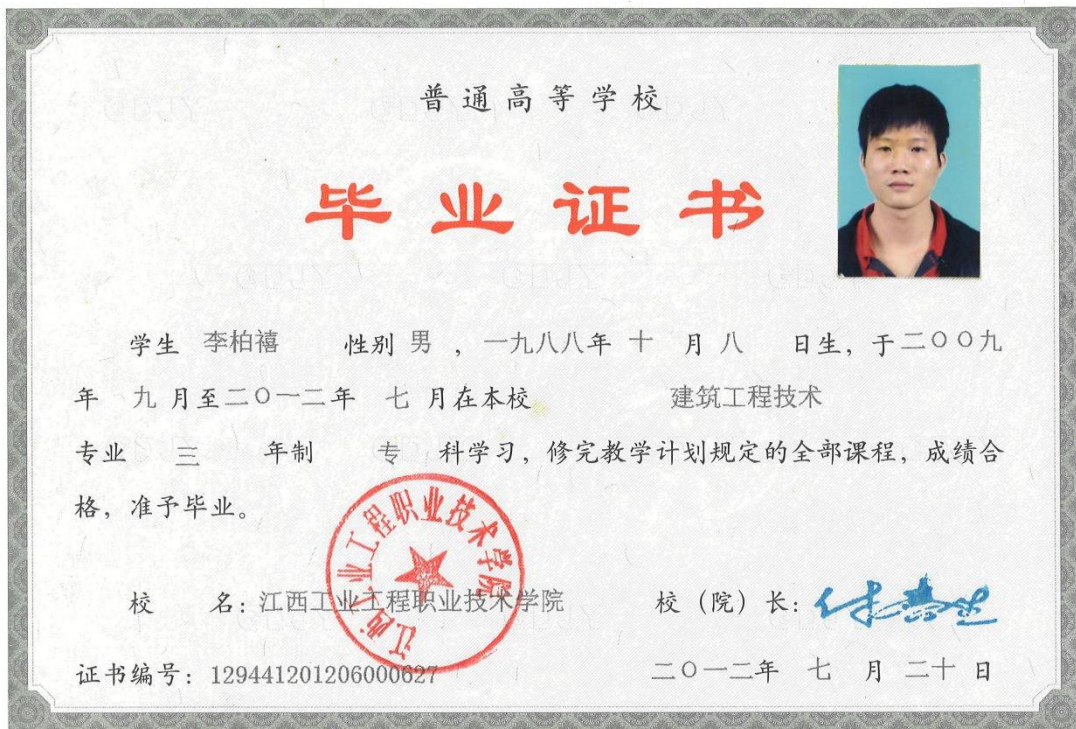 普通高等学校
毕业证书
学生 李柏禧 性别 男 ，一九八八年 十 月 八 日生，于二〇〇九
年 九 月至二〇一二年 七 月在本校 建筑工程技术
专业 三 年制 专 科学习，修完教学计划规定的全部课程，成绩合
格，准予毕业。
江西工业工程职业技术学院
校 名：江西工业工程职业技术学院 校（院）长：
证书编号：129441201206000627 二〇一二年 七 月 二十 日